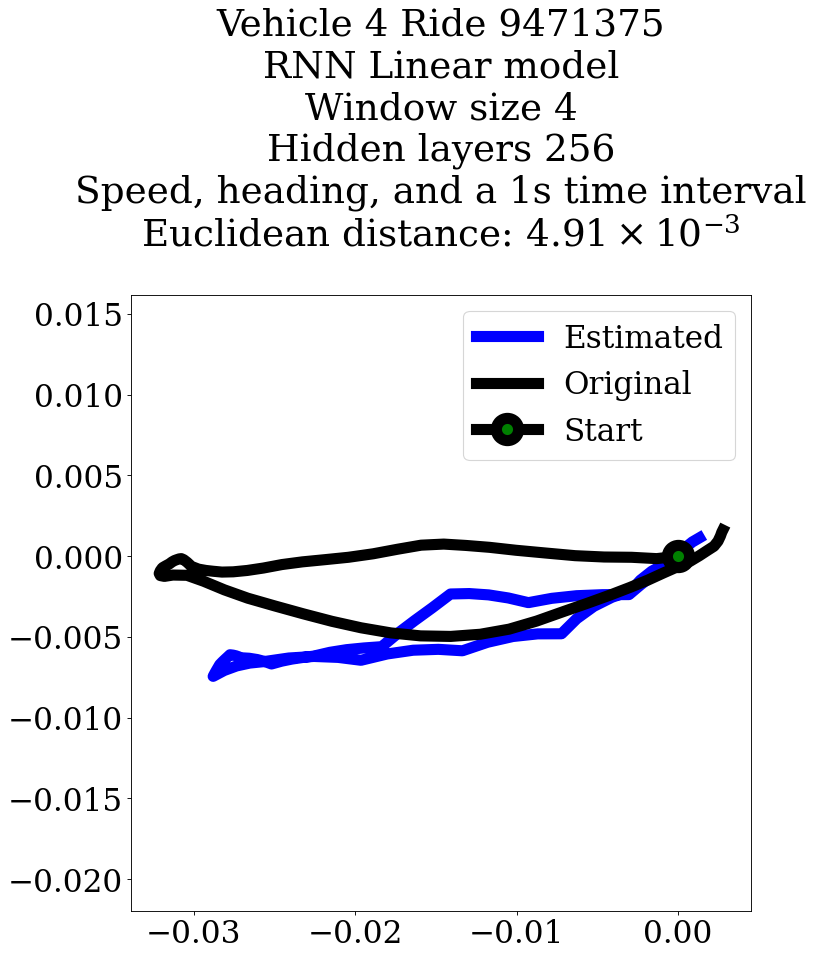 Vehicle 4 Ride 9471375
RNN Linear model
Window size 4
Hidden layers 256
Speed, heading, and a 1s time interval
Euclidean distance: 4.91 × 10⁻³
0.015
0.010
0.005
0.000
−0.005
−0.010
−0.015
−0.020
Estimated
Original
Start
−0.03 −0.02 −0.01 0.00